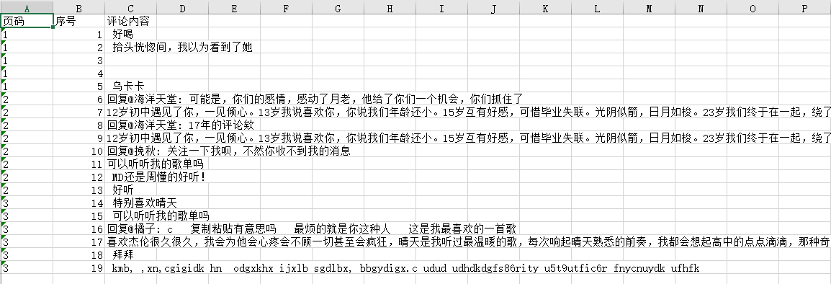 A B C D E F G H I J K L M N O P
页码 序号 评论内容
1 1 好喝
1 2 抬头恍惚间，我以为看到了她
1 3
1 4
1 5 乌卡卡
2 6 回复@海洋天堂: 可能是，你们的感情，感动了月老，他给了你们一个机会，你们抓住了
2 7 12岁初中遇见了你，一见倾心。13岁我说喜欢你，你说我们年龄还小。15岁互有好感，可惜毕业失联。光阴似箭，日月如梭。23岁我们终于在一起，绕了
2 8 回复@海洋天堂: 17年的评论欸
2 9 12岁初中遇见了你，一见倾心。13岁我说喜欢你，你说我们年龄还小。15岁互有好感，可惜毕业失联。光阴似箭，日月如梭。23岁我们终于在一起，绕了
2 10 回复@挽秋: 关注一下我呗，不然你收不到我的消息
2 11 可以听听我的歌单吗
2 12 MD还是周懂的好听！
2 13 好听
3 14 特别喜欢晴天
3 15 可以听听我的歌单吗
3 16 回复@橘子: c 复制粘贴有意思吗 最烦的就是你这种人 这是我最喜欢的一首歌
3 17 喜欢杰伦很久很久，我会为他会心疼会不顾一切甚至会疯狂，晴天是我听过最温暖的歌，每次响起晴天熟悉的前奏，我都会想起高中的点点滴滴，那种奇
3 18 拜拜
3 19 kmb, ,xn,cgigidk hn odgxkhx ijxlb sgdlbx, bbgydigx.c udud udhdkdgfs86rity u5t9utfic6r fnycnuydk ufhfk